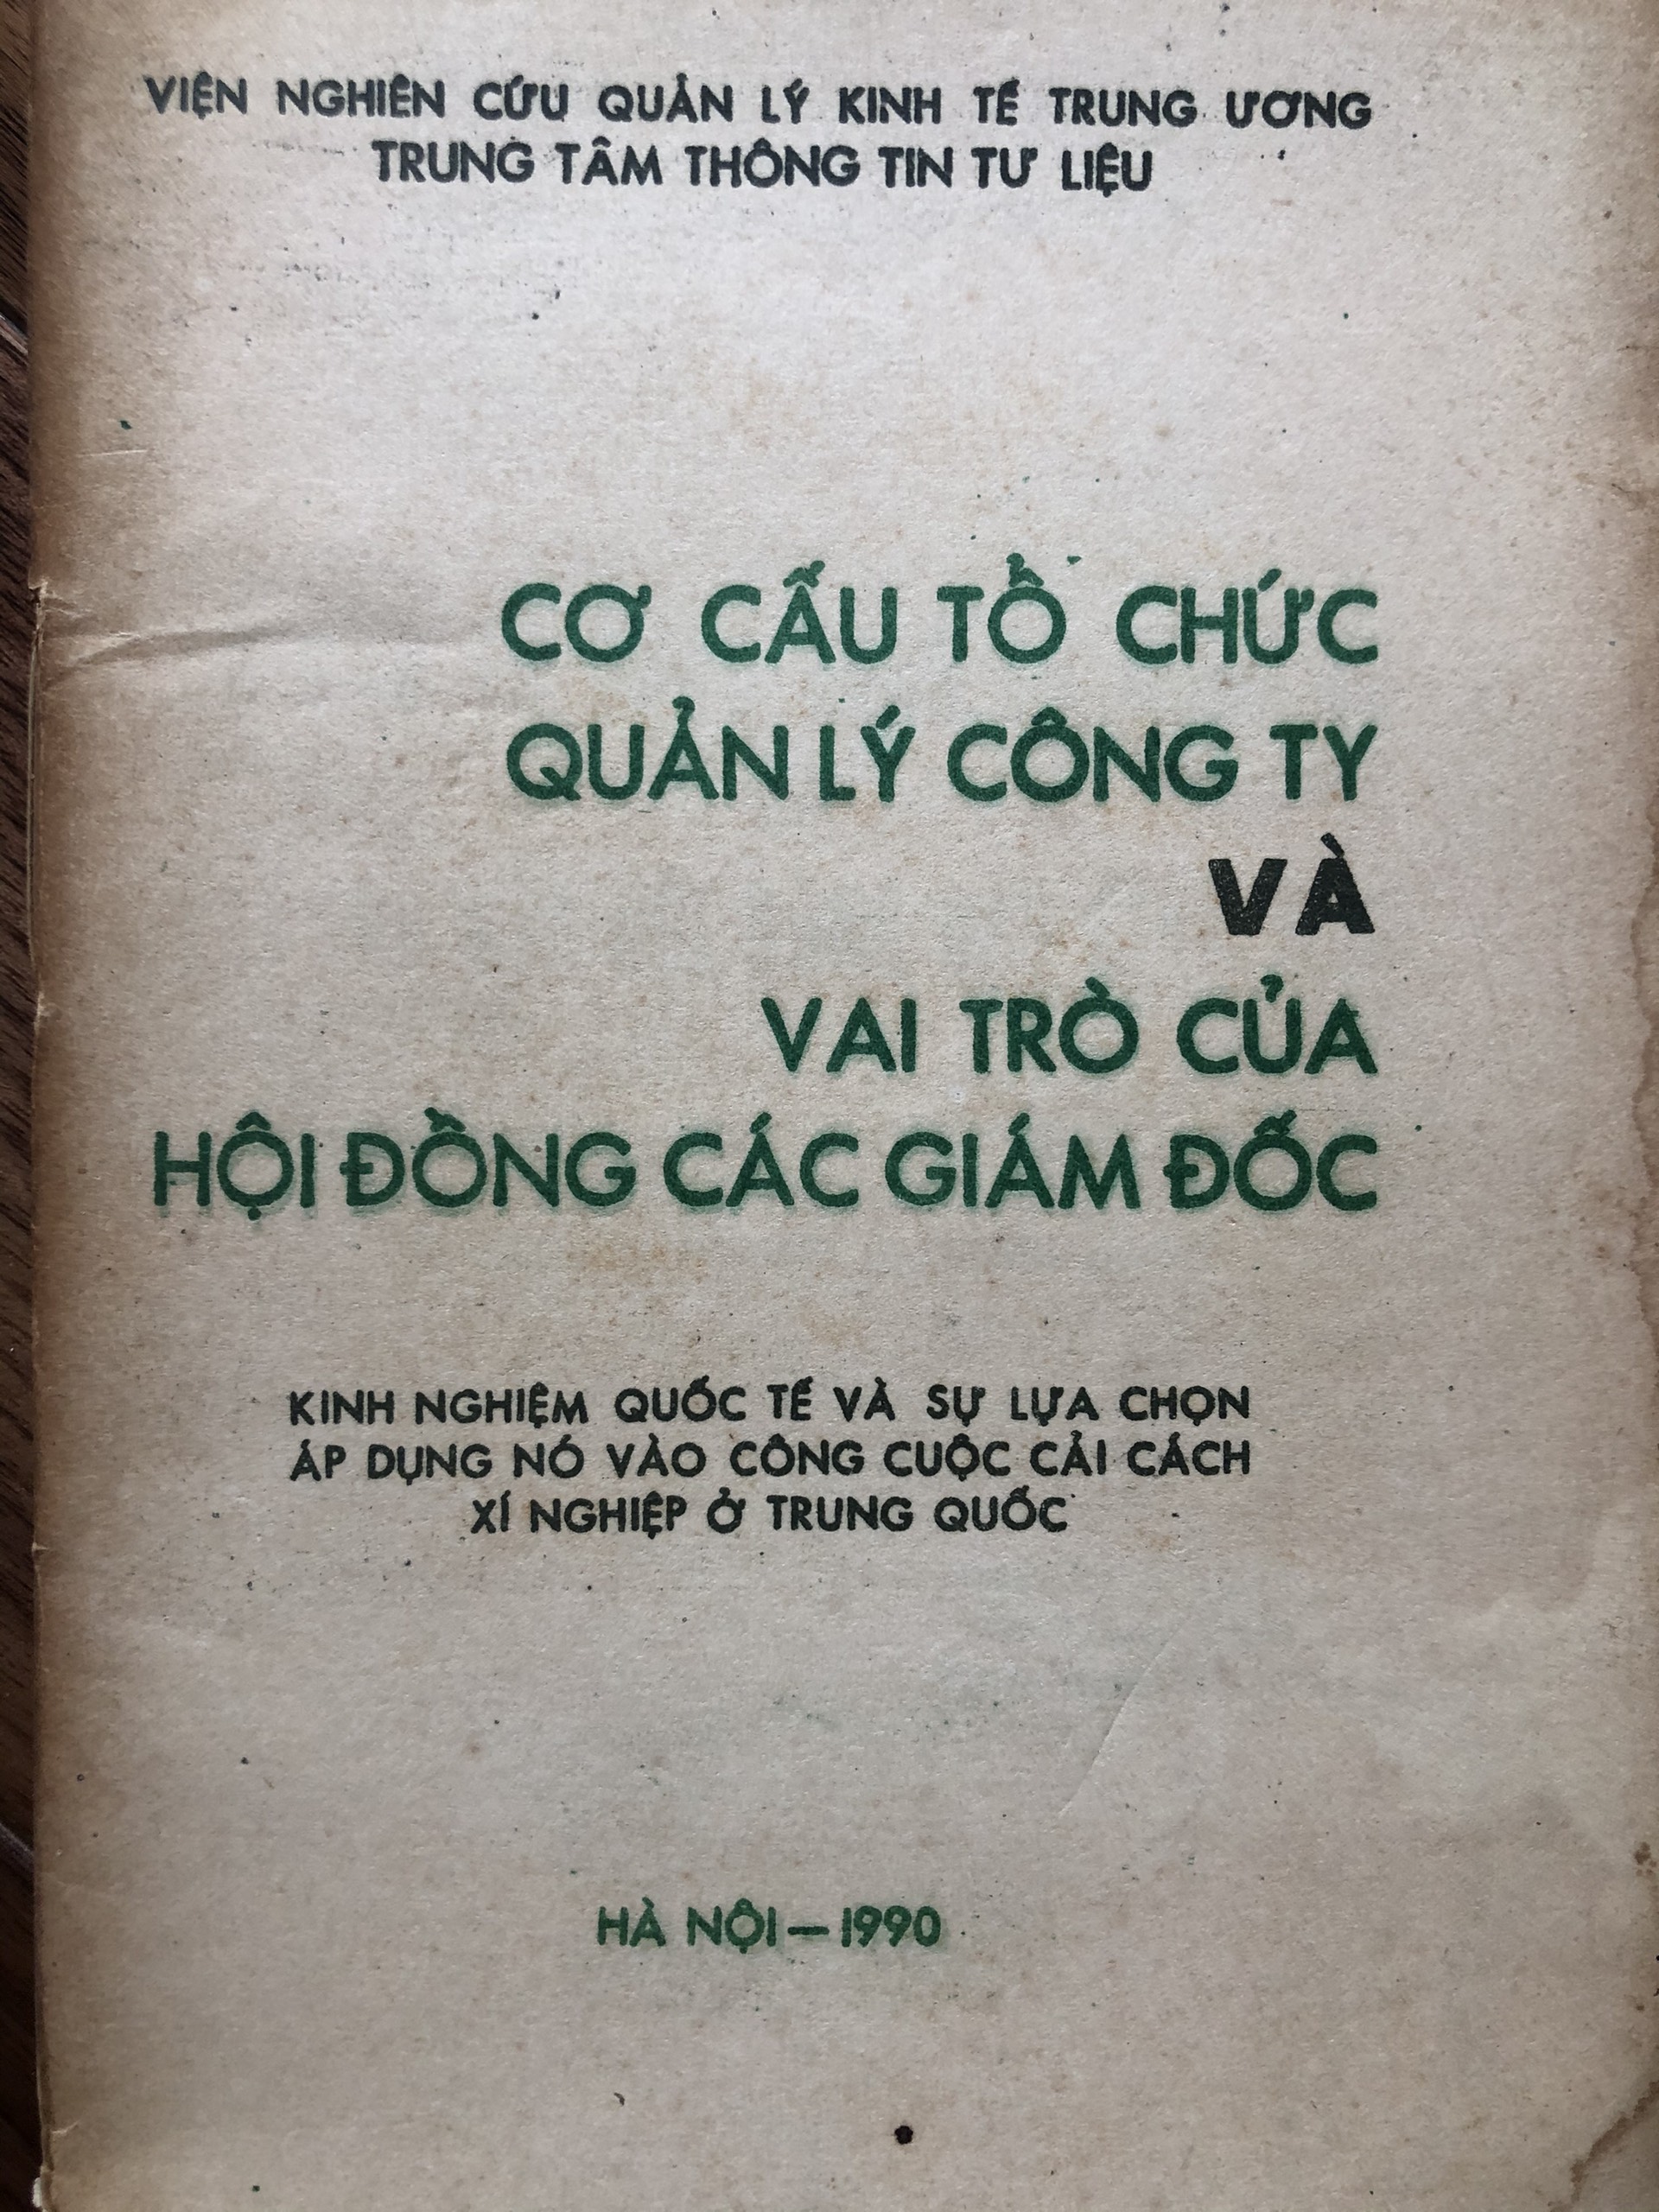 VIỆN NGHIÊN CỨU QUẢN LÝ KINH TẾ TRUNG ƯƠNG
TRUNG TÂM THÔNG TIN TƯ LIỆU
CƠ CẤU TỔ CHỨC
QUẢN LÝ CÔNG TY
VÀ
VAI TRÒ CỦA
HỘI ĐỒNG CÁC GIÁM ĐỐC
KINH NGHIỆM QUỐC TẾ VÀ SỰ LỰA CHỌN
ÁP DỤNG NÓ VÀO CÔNG CUỘC CẢI CÁCH
XÍ NGHIỆP Ở TRUNG QUỐC
HÀ NỘI — 1990